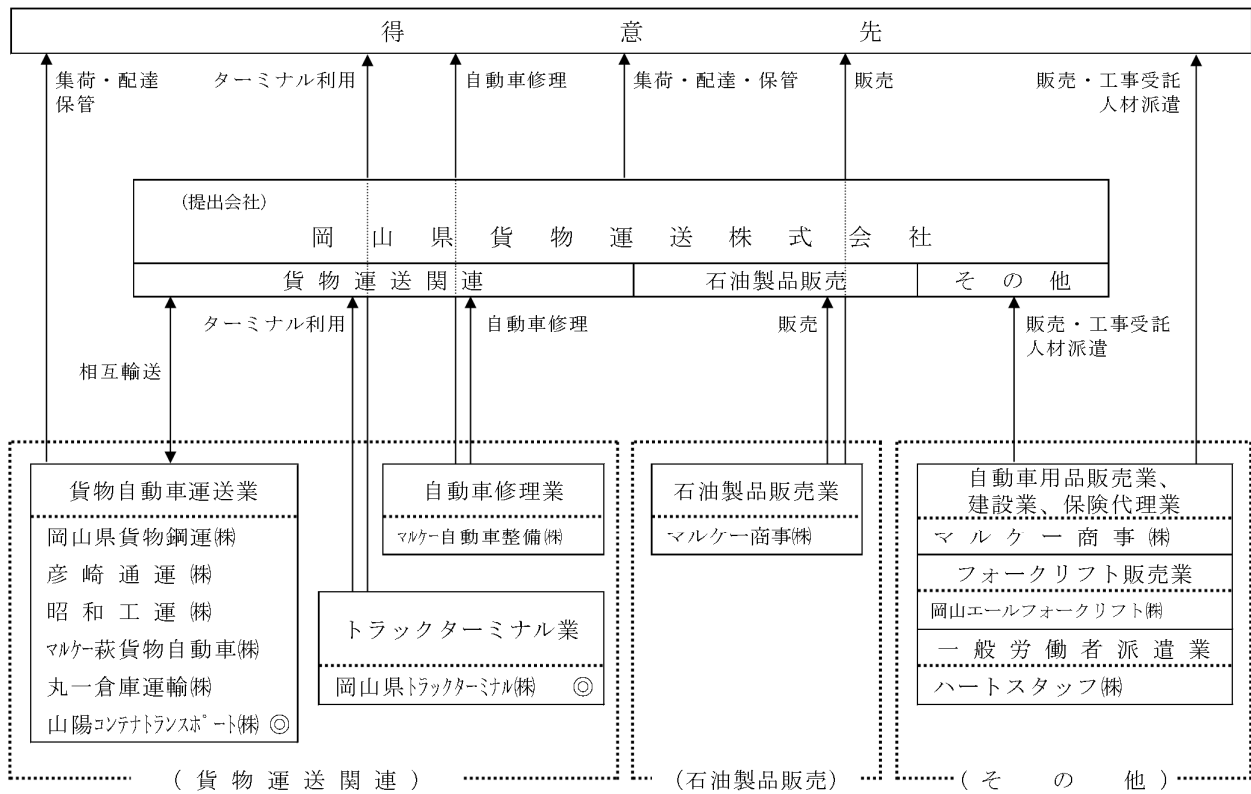 得意先
集荷・配達
保管
ターミナル利用
自動車修理
集荷・配達・保管
販売
販売・工事受託
人材派遣
(提出会社)
岡山県貨物運送株式会社
貨物運送関連
石油製品販売
その他
ターミナル利用
自動車修理
販売
販売・工事受託
人材派遣
相互輸送
貨物自動車運送業
岡山県貨物鋼運㈱
彦崎通運㈱
昭和工運㈱
マルケー萩貨物自動車㈱
丸一倉庫運輸㈱
山陽コンテナトランスポート㈱ ◎
自動車修理業
マルケー自動車整備㈱
トラックターミナル業
岡山県トラックターミナル㈱ ◎
(貨物運送関連)
石油製品販売業
マルケー商事㈱
(石油製品販売)
自動車用品販売業、
建設業、保険代理業
マルケー商事㈱
フォークリフト販売業
岡山エールフォークリフト㈱
一般労働者派遣業
ハートスタッフ㈱
(その他)